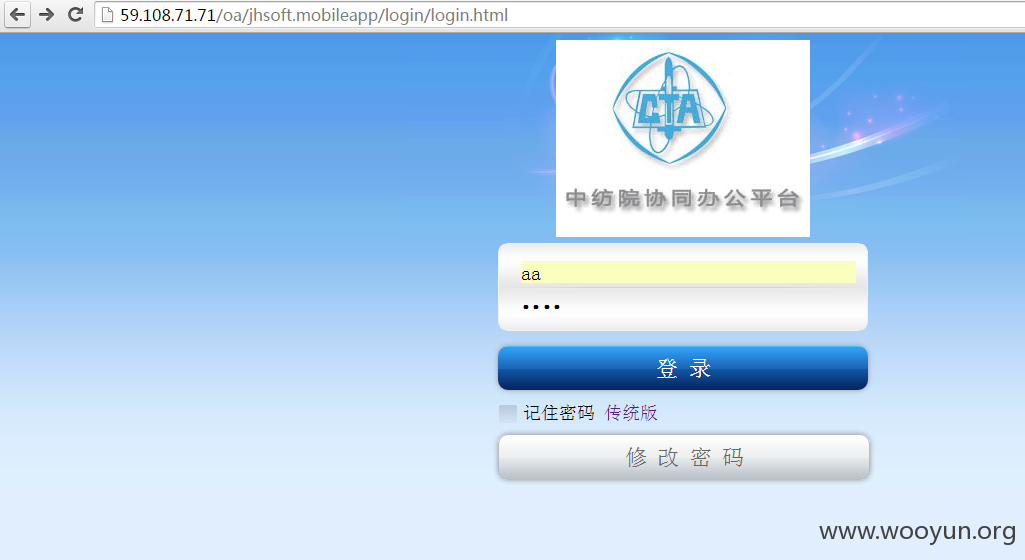 59.108.71.71/oa/jhsoft.mobileapp/login/login.html
CTA
中纺院协同办公平台
aa
••••
登 录
记住密码 传统版
修 改 密 码
www.wooyun.org